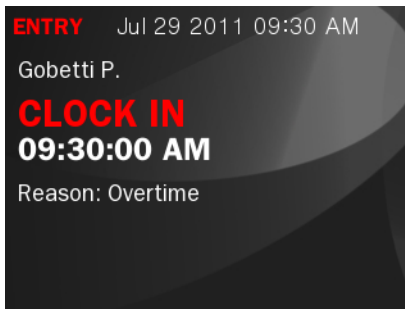 ENTRY Jul 29 2011 09:30 AM
Gobetti P.
CLOCK IN
09:30:00 AM
Reason: Overtime